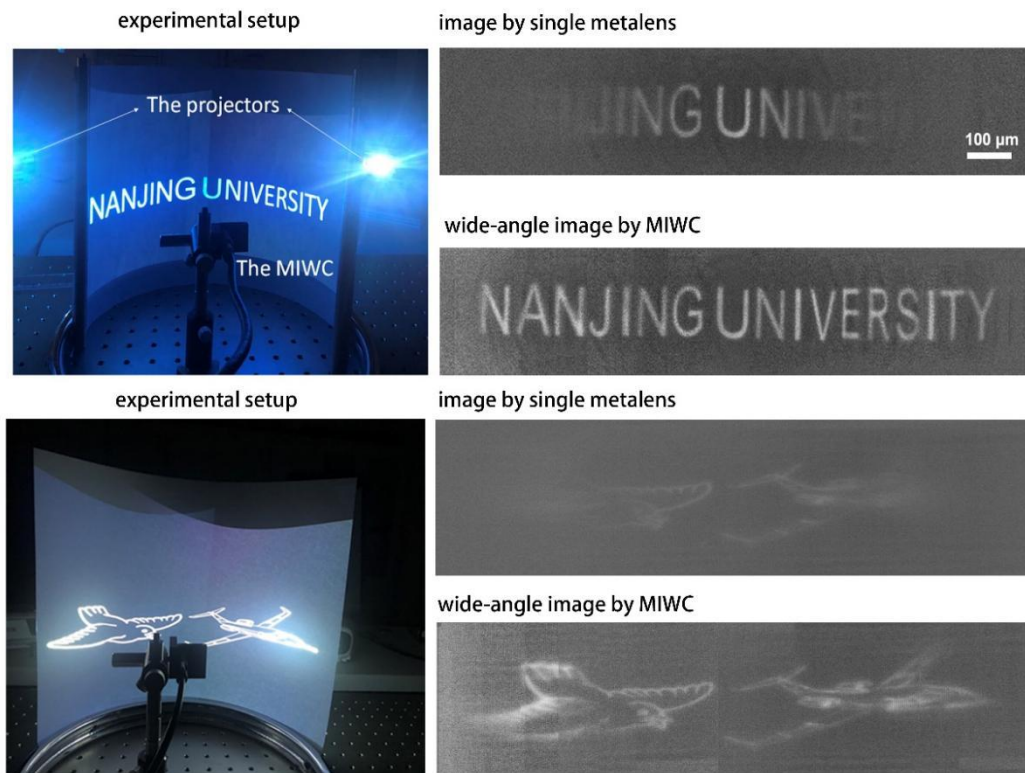 experimental setup
image by single metalens
The projectors
NANJING UNIVERSITY
The MIWC
JING UNIVE
100 μm
wide-angle image by MIWC
NANJING UNIVERSITY
experimental setup
image by single metalens
wide-angle image by MIWC